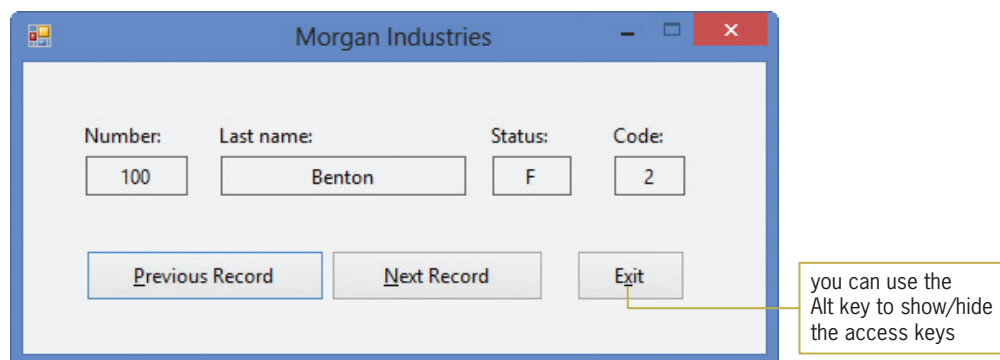 Morgan Industries
Number: Last name: Status: Code:
100 Benton F 2
Previous Record Next Record Exit
you can use the
Alt key to show/hide
the access keys